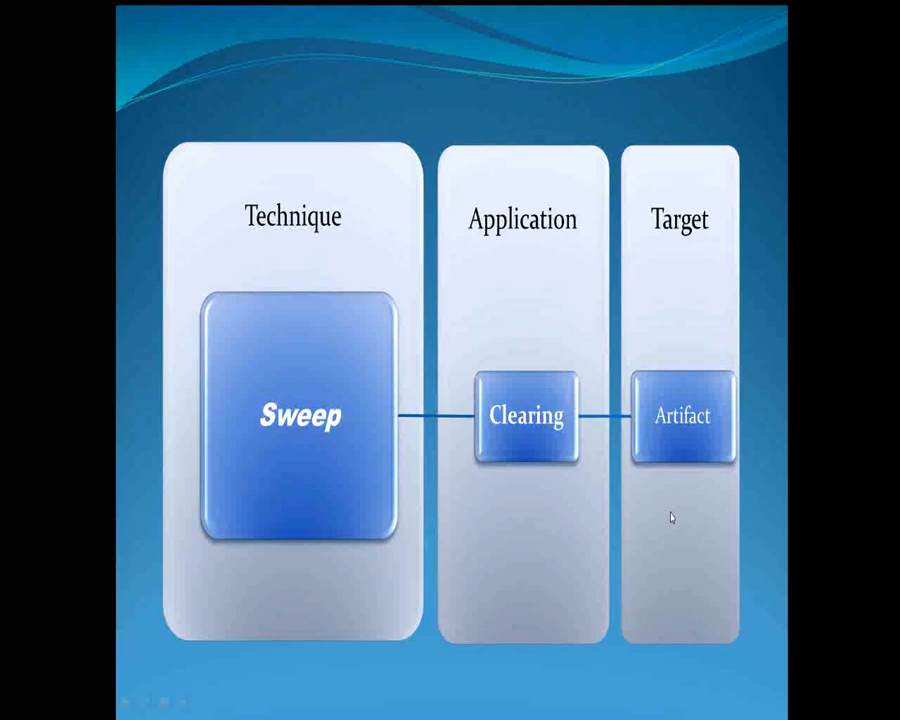 Technique
Application
Target
Sweep
Clearing
Artifact